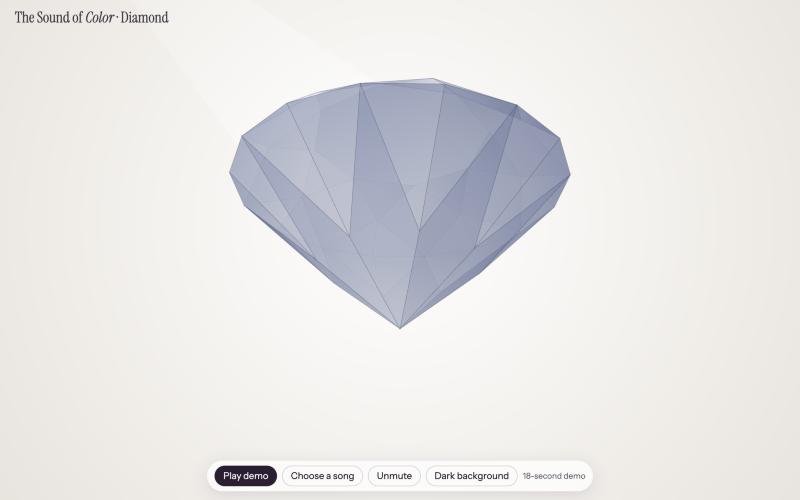 The Sound of Color · Diamond
Play demo
Choose a song
Unmute
Dark background
18-second demo